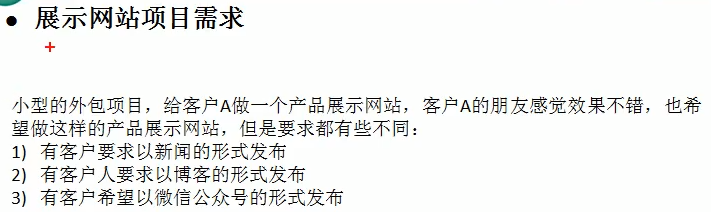 ● 展示网站项目需求
小型的外包项目，给客户A做一个产品展示网站，客户A的朋友感觉效果不错，也希
望做这样的产品展示网站，但是要求都有些不同：
1) 有客户要求以新闻的形式发布
2) 有客户人要求以博客的形式发布
3) 有客户希望以微信公众号的形式发布